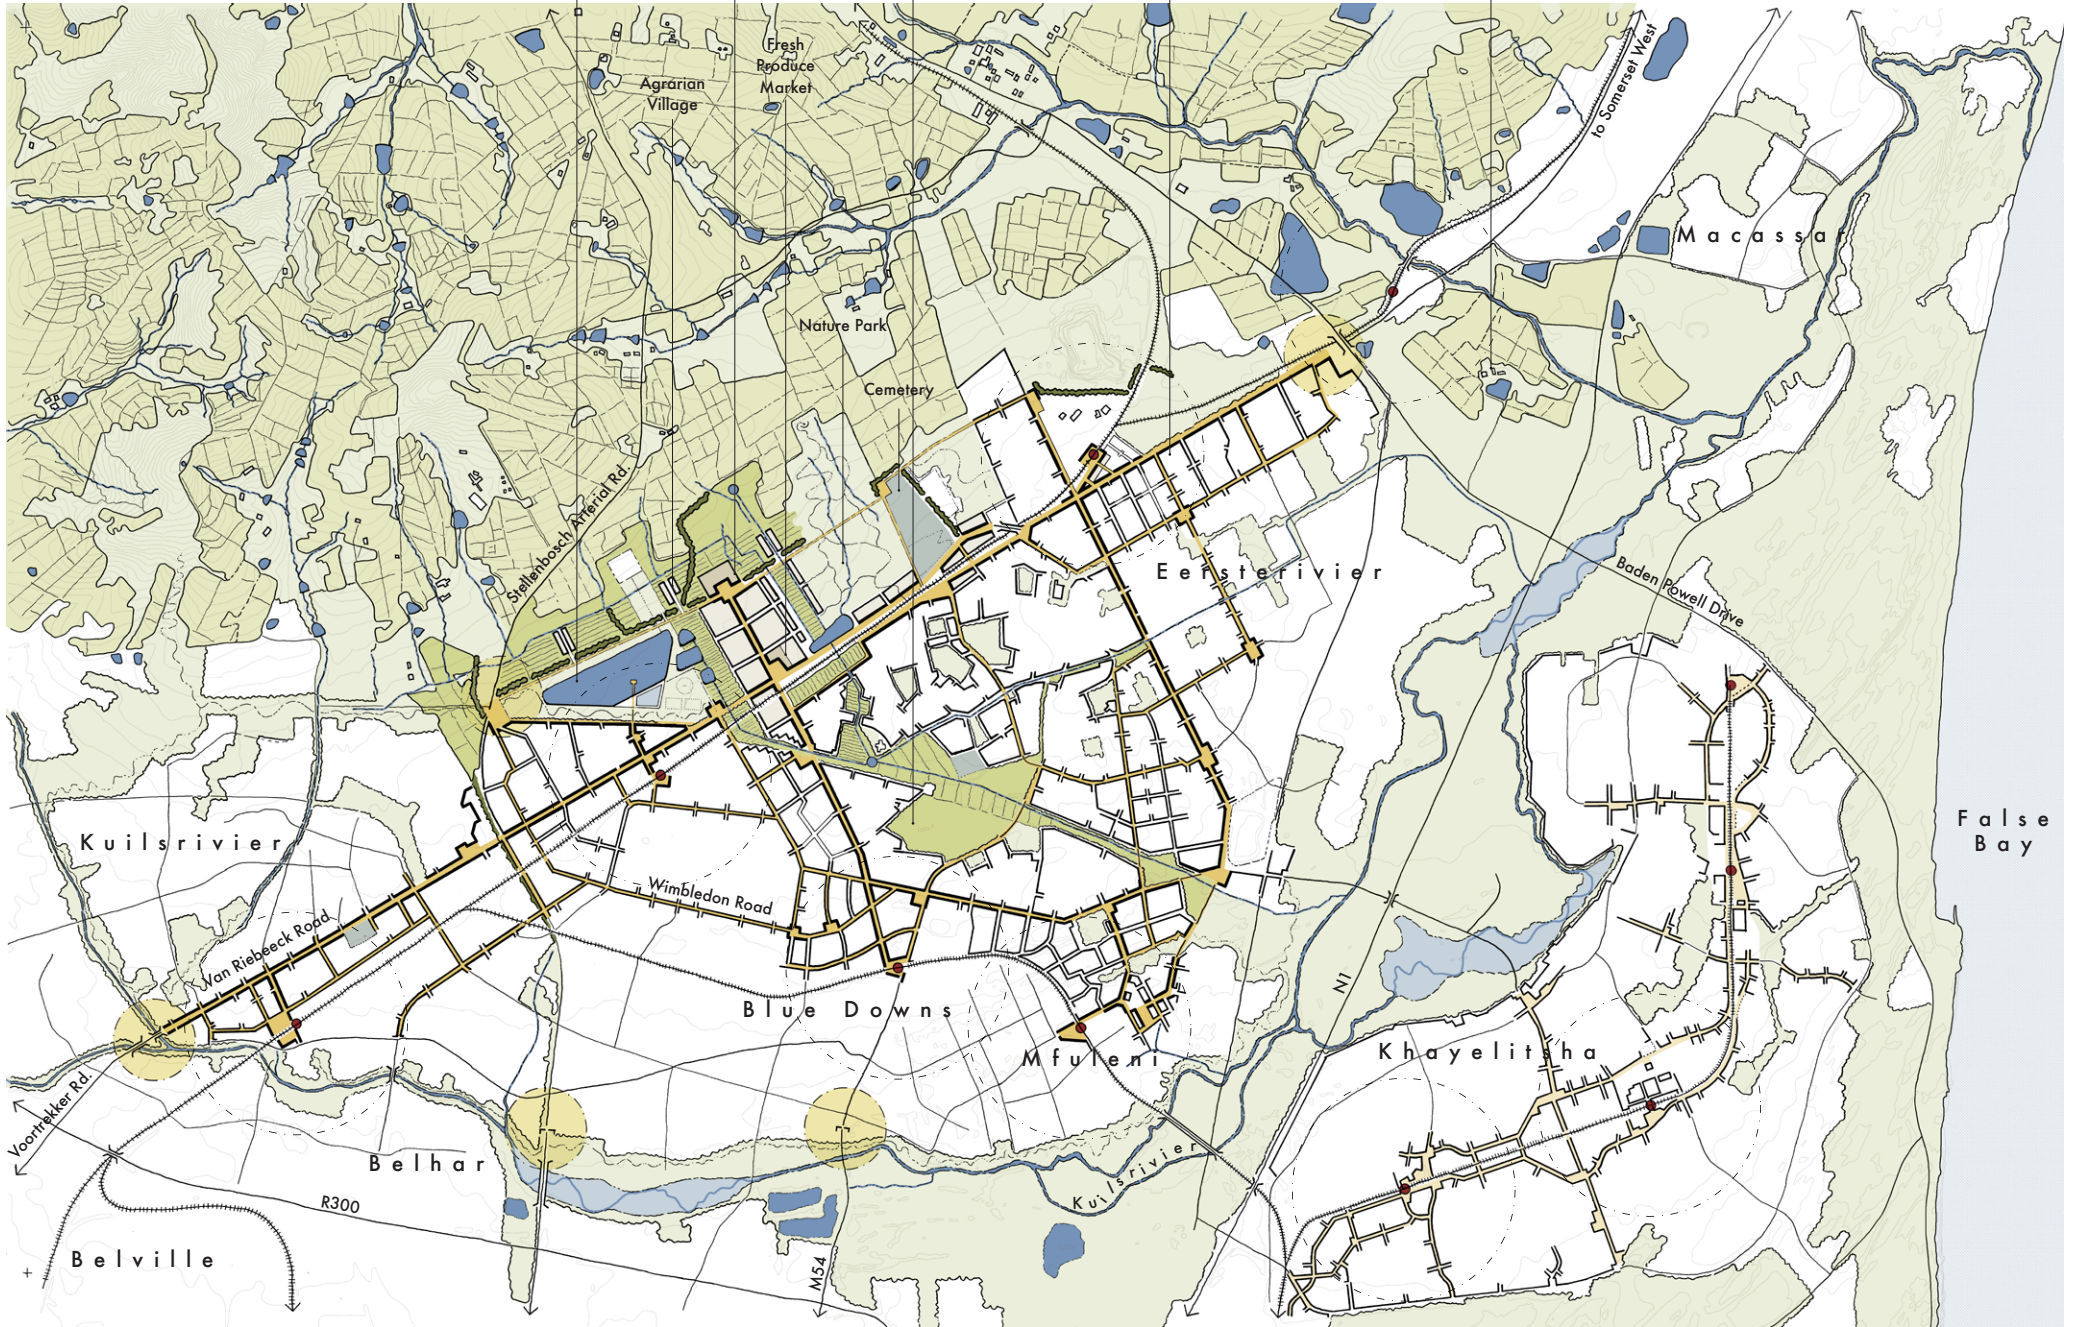 Fresh
Produce
Market
Agrarian
Village
to Somerset West
Macassar
Nature Park
Cemetery
Stellenbosch Arterial Rd.
Eersterivier
Baden Powell Drive
False
Bay
Kuilsrivier
Wimbledon Road
Van Riebeeck Road
N1
Blue Downs
Mfuleni
Khayelitsha
Voortrekker Rd.
Belhar
Kuilsrivier
R300
Belville
M54